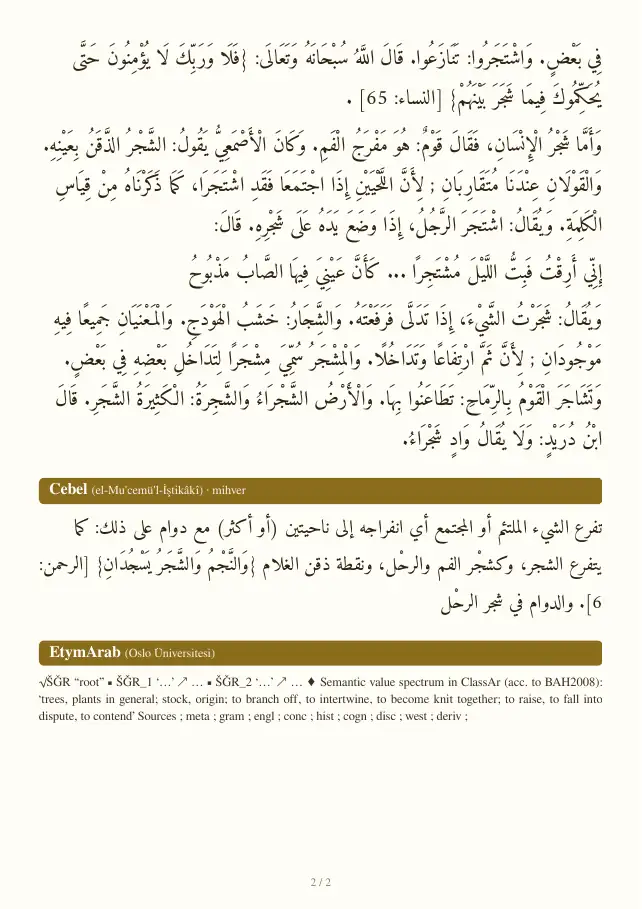 فِي بَعْضٍ. وَاشْتَجَرُوا: تَنَازَعُوا. قَالَ اللَّهُ سُبْحَانَهُ وَتَعَالَى: {فَلَا وَرَبِّكَ لَا يُؤْمِنُونَ حَتَّى
يُحَكِّمُوكَ فِيمَا شَجَرَ بَيْنَهُمْ} [النساء: 65] .
وَأَمَّا شَجْرُ الْإِنْسَانِ، فَقَالَ قَوْمٌ: هُوَ مَفْرَجُ الْفَمِ. وَكَانَ الْأَصْمَعِيُّ يَقُولُ: الشَّجْرُ الذَّقَنُ بِعَيْنِهِ.
وَالْقَوْلَانِ عِنْدَنَا مُتَقَارِبَانِ ; لِأَنَّ اللَّحْيَيْنِ إِذَا اجْتَمَعَا فَقَدِ اشْتَجَرَا، كَمَا ذَكَرْنَاهُ مِنْ قِيَاسِ
الْكَلِمَةِ. وَيُقَالُ: اشْتَجَرَ الرَّجُلُ، إِذَا وَضَعَ يَدَهُ عَلَى شَجْرِهِ. قَالَ:
إِنِّي أَرِقْتُ فَبِتُّ اللَّيْلَ مُشْتَجِرًا ... كَأَنَّ عَيْنِيَ فِيهَا الصَّابُ مَذْبُوحُ
وَيُقَالُ: شَجَرْتُ الشَّيْءَ، إِذَا تَدَلَّى فَرَفَعْتَهُ. وَالشِّجَارُ: خَشَبُ الْهَوْدَجِ. وَالْمَعْنَيَانِ جَمِيعًا فِيهِ
مَوْجُودَانِ ; لِأَنَّ ثَمَّ ارْتِفَاعًا وَتَدَاخُلًا. وَالْمِشْجَرُ سُمِّيَ مِشْجَرًا لِتَدَاخُلِ بَعْضِهِ فِي بَعْضٍ.
وَتَشَاجَرَ الْقَوْمُ بِالرِّمَاحِ: تَطَاعَنُوا بِهَا. وَالْأَرْضُ الشَّجْرَاءُ وَالشَّجِرَةُ: الْكَثِيرَةُ الشَّجَرِ. قَالَ
ابْنُ دُرَيْدٍ: وَلَا يُقَالُ وَادٍ شَجْرَاءُ.
Cebel (el-Mu'cemü'l-İştikâkî) · mihver
تفرع الشيء الملتئم أو المجتمع أي انفراجه إلى ناحيتين (أو أكثر) مع دوام على ذلك: كما
يتفرع الشجر، وكشَجْر الفم والرحْل، ونقطة ذقن الغلام {وَالنَّجْمُ وَالشَّجَرُ يَسْجُدَانِ} [الرحمن:
6]. والدوام في شجر الرحْل
EtymArab (Oslo Üniversitesi)
√ŠĞR “root” ▪ ŠĞR_1 ‘…’ ↗ … ▪ ŠĞR_2 ‘…’ ↗ … ♦ Semantic value spectrum in ClassAr (acc. to BAH2008):
‘trees, plants in general; stock, origin; to branch off, to intertwine, to become knit together; to raise, to fall into
dispute, to contend’ Sources ; meta ; gram ; engl ; conc ; hist ; cogn ; disc ; west ; deriv ;
2 / 2